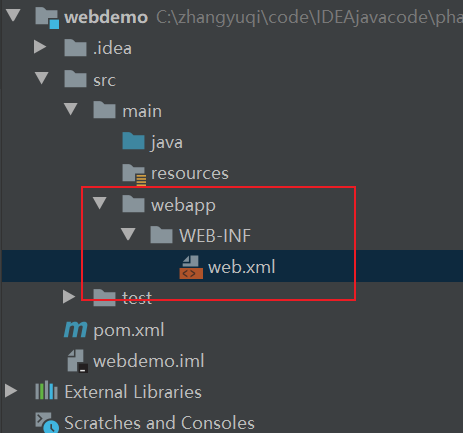 webdemo C:\zhangyuqi\code\IDEAjavacode\pha
.idea
src
main
java
resources
webapp
WEB-INF
web.xml
test
pom.xml
webdemo.iml
External Libraries
Scratches and Consoles